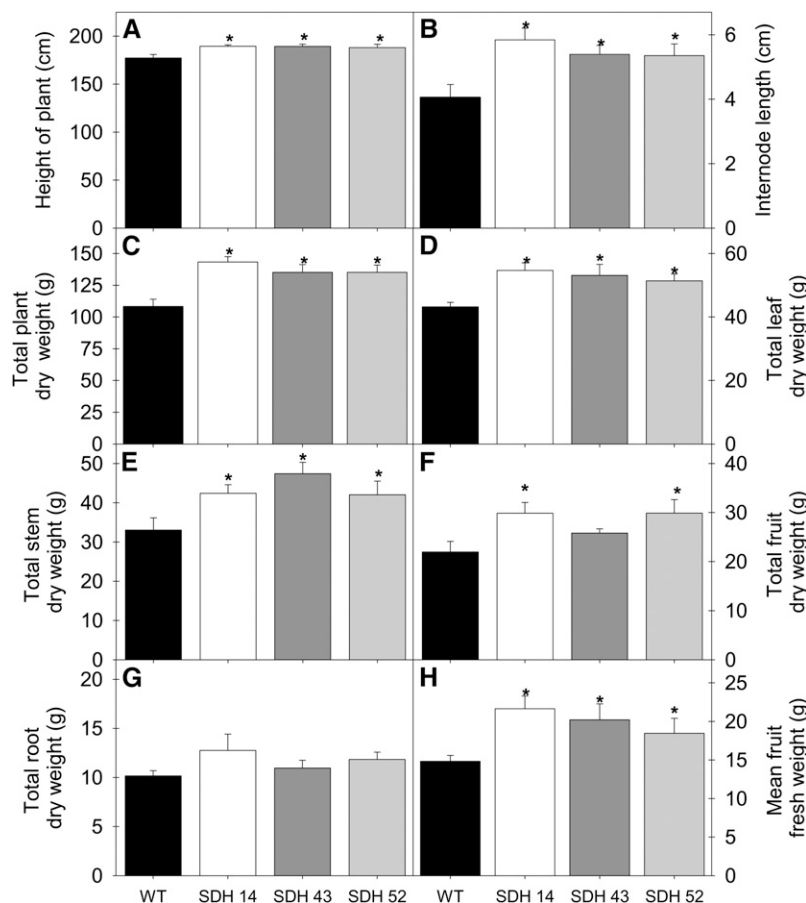 A
B
Height of plant (cm)
200
150
100
50
0
*
*
*
*
*
*
6
4
2
0
Internode length (cm)
C
D
Total plant
dry weight (g)
150
125
100
75
50
25
0
*
*
*
*
*
*
60
40
20
0
Total leaf
dry weight (g)
E
F
Total stem
dry weight (g)
50
40
30
20
10
0
*
*
*
*
*
40
30
20
10
0
Total fruit
dry weight (g)
G
H
Total root
dry weight (g)
20
15
10
5
0
*
*
*
25
20
15
10
5
0
Mean fruit
fresh weight (g)
WT SDH 14 SDH 43 SDH 52 WT SDH 14 SDH 43 SDH 52